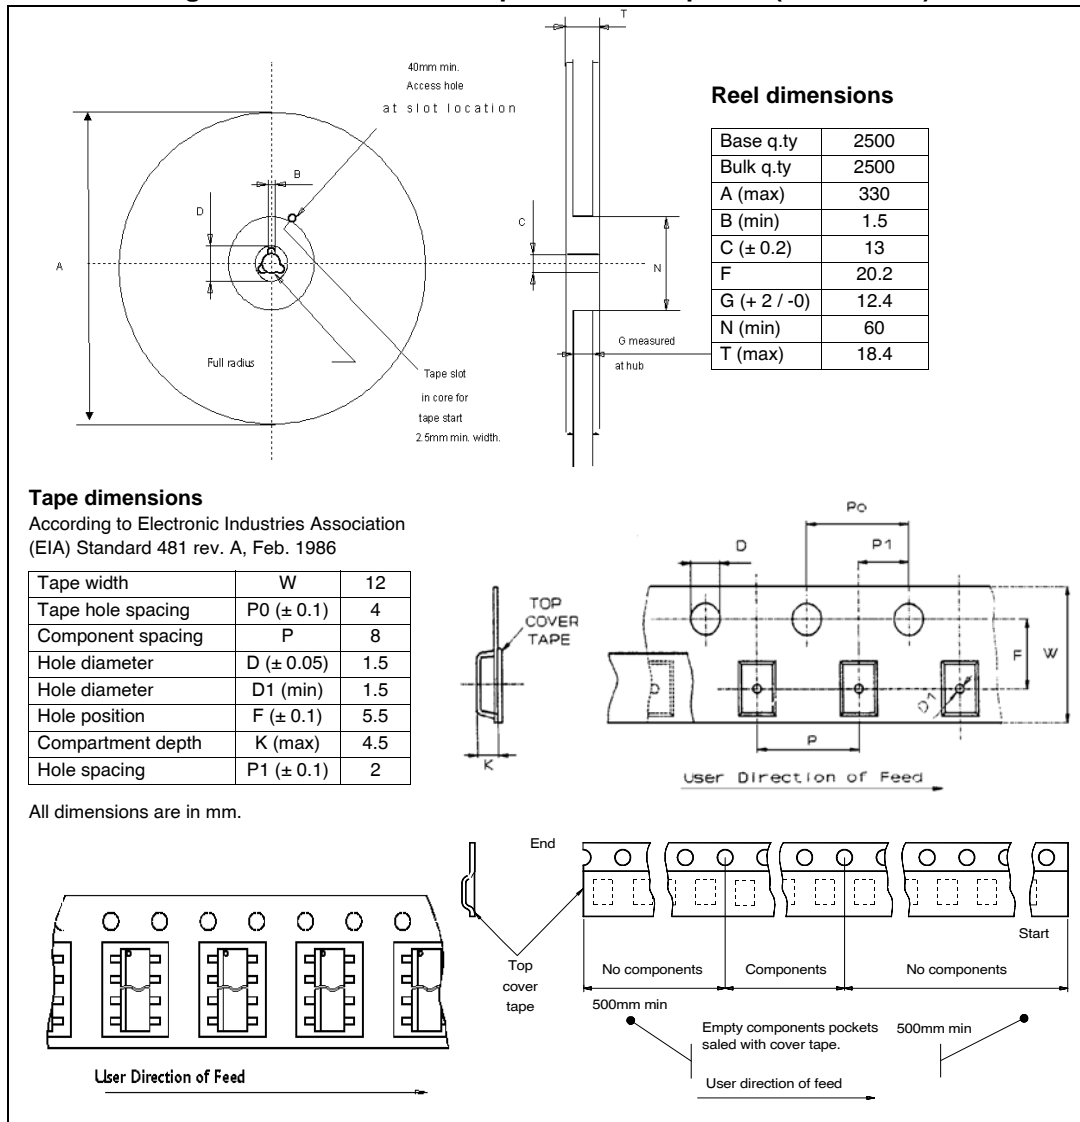 T
40mm min.
Access hole
at slot location
B
D
C
A
N
Full radius
Tape slot
in core for
tape start
2.5mm min. width.
G measured
at hub
Reel dimensions
Base q.ty 2500
Bulk q.ty 2500
A (max) 330
B (min) 1.5
C (± 0.2) 13
F 20.2
G (+ 2 / -0) 12.4
N (min) 60
T (max) 18.4
Tape dimensions
According to Electronic Industries Association
(EIA) Standard 481 rev. A, Feb. 1986
Tape width W 12
Tape hole spacing P0 (± 0.1) 4
Component spacing P 8
Hole diameter D (± 0.05) 1.5
Hole diameter D1 (min) 1.5
Hole position F (± 0.1) 5.5
Compartment depth K (max) 4.5
Hole spacing P1 (± 0.1) 2
All dimensions are in mm.
Po
D
P1
TOP
COVER
TAPE
F
W
D1
P
K
User Direction of Feed
End
Start
Top
cover
tape
No components
Components
No components
500mm min
Empty components pockets
saled with cover tape.
500mm min
User direction of feed
User Direction of Feed